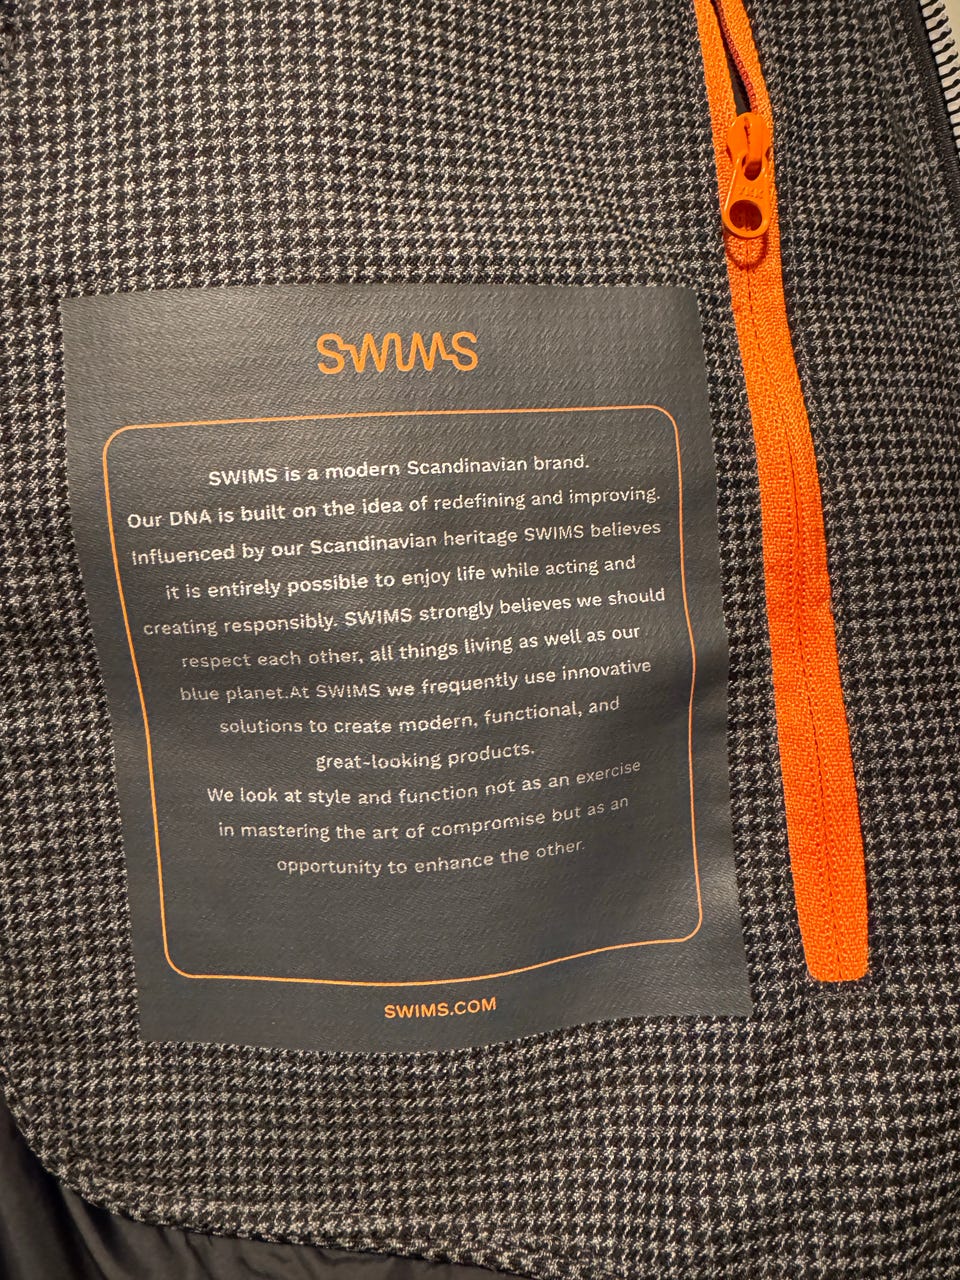 SWIMS
SWIMS is a modern Scandinavian brand.
Our DNA is built on the idea of redefining and improving.
Influenced by our Scandinavian heritage SWIMS believes
it is entirely possible to enjoy life while acting and
creating responsibly. SWIMS strongly believes we should
respect each other, all things living as well as our
blue planet.At SWIMS we frequently use innovative
solutions to create modern, functional, and
great-looking products.
We look at style and function not as an exercise
in mastering the art of compromise but as an
opportunity to enhance the other.
SWIMS.COM